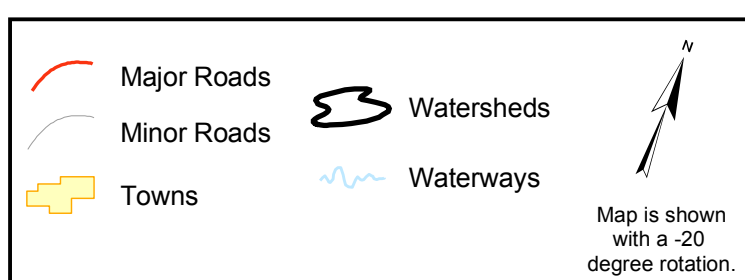 Major Roads
Minor Roads
Towns
Watersheds
Waterways
N
Map is shown
with a -20
degree rotation.